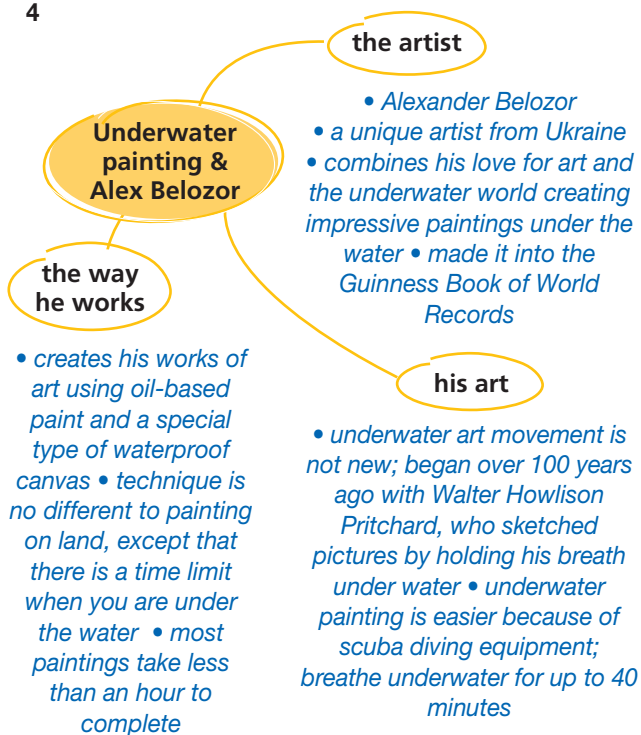 4
the artist
• Alexander Belozor
• a unique artist from Ukraine
• combines his love for art and
the underwater world creating
impressive paintings under the
water • made it into the
Guinness Book of World
Records
Underwater
painting &
Alex Belozor
the way
he works
• creates his works of
art using oil-based
paint and a special
type of waterproof
canvas • technique is
no different to painting
on land, except that
there is a time limit
when you are under
the water • most
paintings take less
than an hour to
complete
his art
• underwater art movement is
not new; began over 100 years
ago with Walter Howlison
Pritchard, who sketched
pictures by holding his breath
under water • underwater
painting is easier because of
scuba diving equipment;
breathe underwater for up to 40
minutes